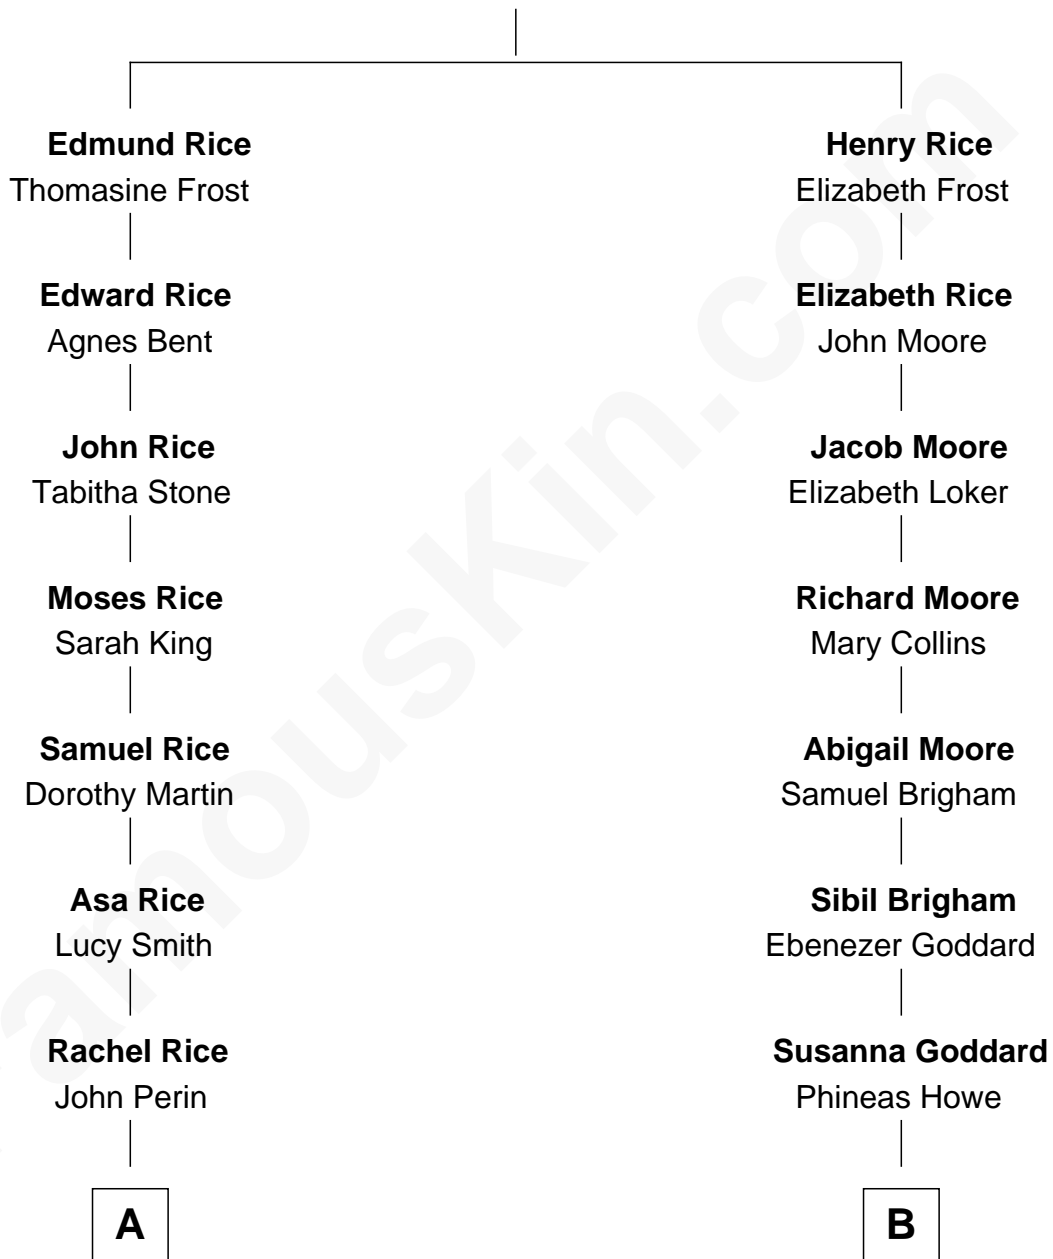 Edmund Rice
Thomasine Frost
Edward Rice
Agnes Bent
John Rice
Tabitha Stone
Moses Rice
Sarah King
Samuel Rice
Dorothy Martin
Asa Rice
Lucy Smith
Rachel Rice
John Perin
A
Henry Rice
Elizabeth Frost
Elizabeth Rice
John Moore
Jacob Moore
Elizabeth Loker
Richard Moore
Mary Collins
Abigail Moore
Samuel Brigham
Sibil Brigham
Ebenezer Goddard
Susanna Goddard
Phineas Howe
B
amousKin.com